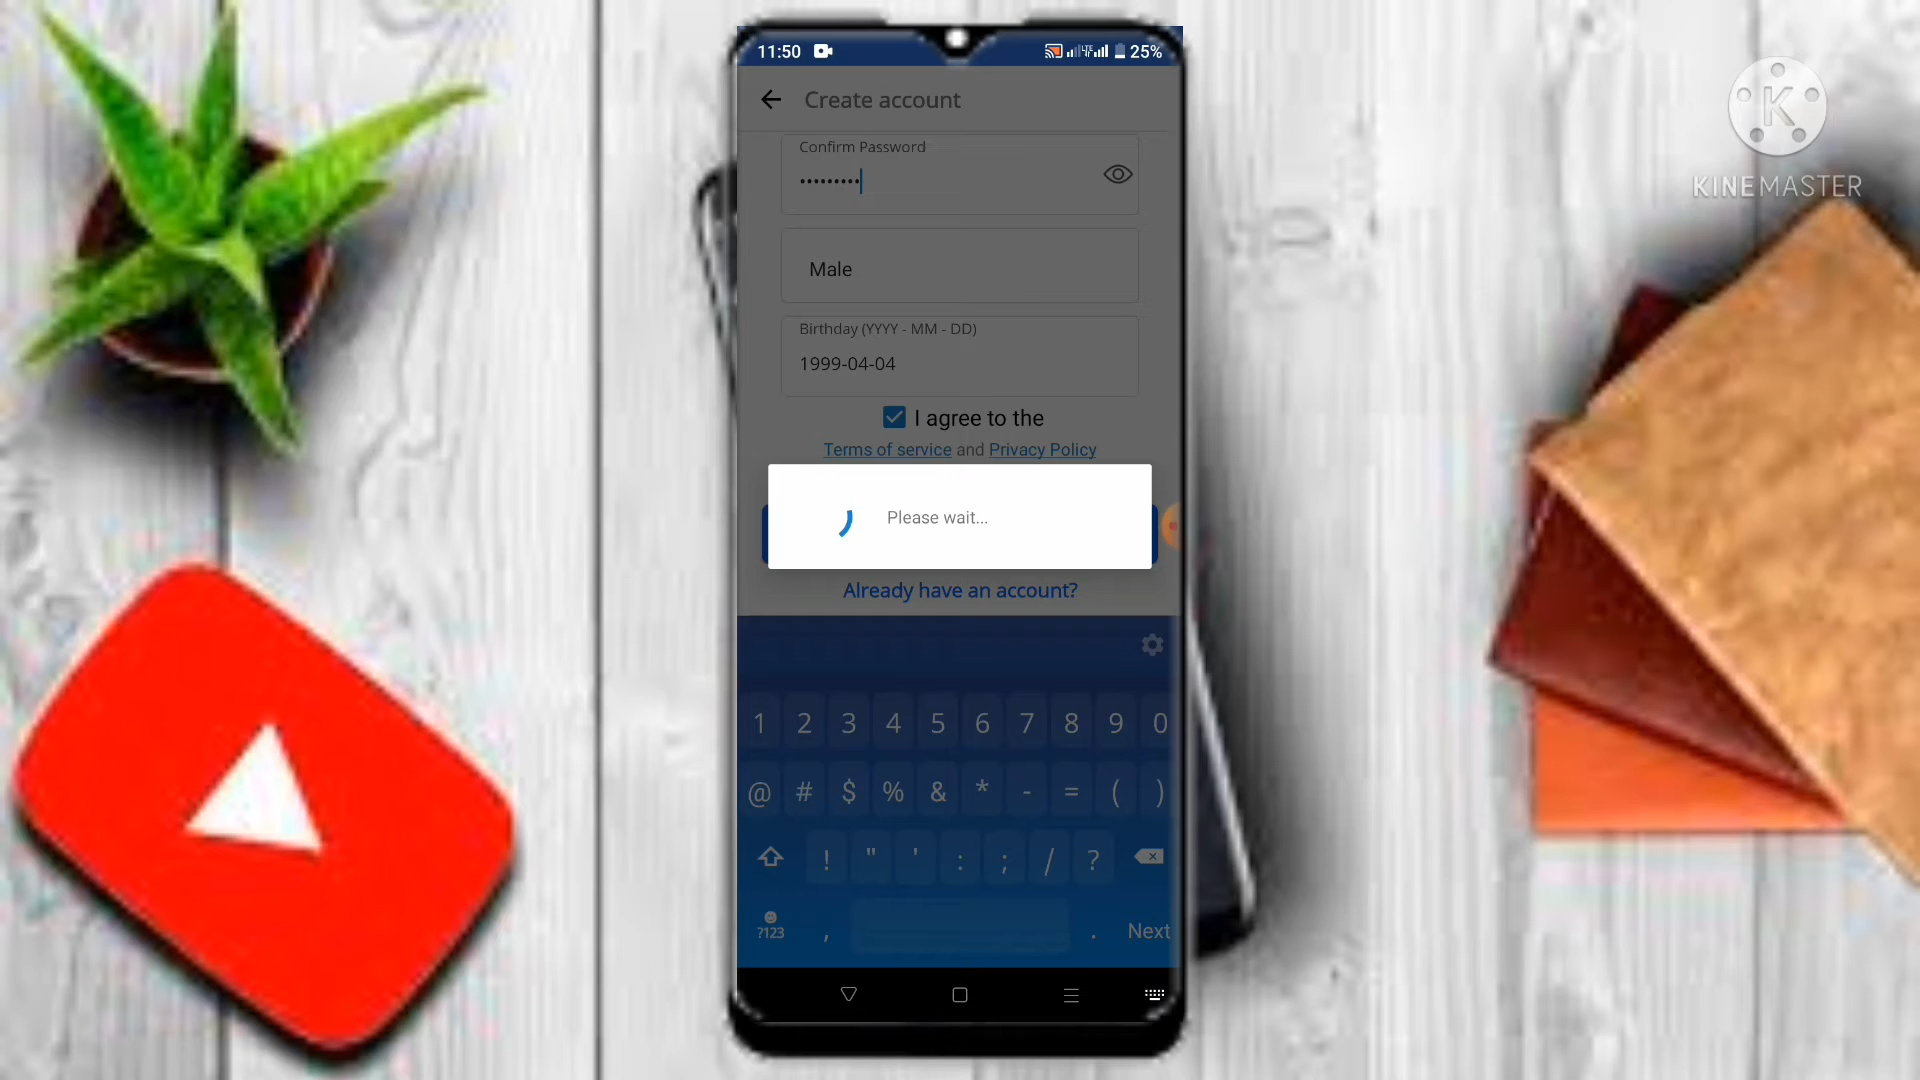 11:50
LTE
25%
Create account
Confirm Password
•••••••••
Male
Birthday (YYYY - MM - DD)
1999-04-04
I agree to the
Terms of service and Privacy Policy
Please wait...
Already have an account?
1 2 3 4 5 6 7 8 9 0
@ # $ % & * - = ( )
! " ' : ; / ?
?123 , . Next
K
KINEMASTER